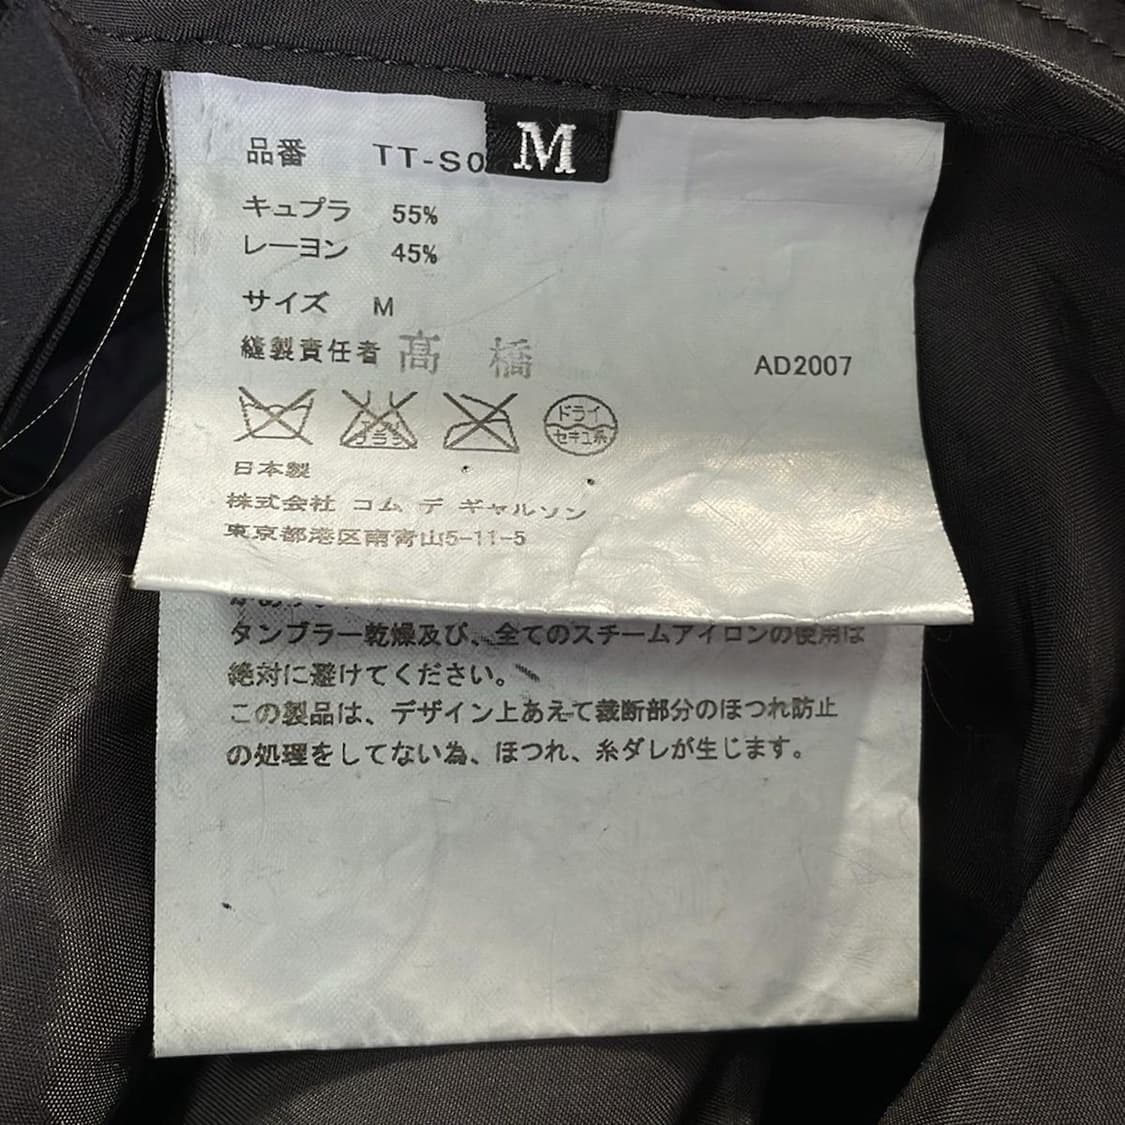 M
品番 TT-S0
キュプラ 55%
レーヨン 45%
サイズ M
縫製責任者 髙橋
AD2007
ドライ
セキユ系
日本製
株式会社 コム デ ギャルソン
東京都港区南青山5-11-5
タンブラー乾燥及び、全てのスチームアイロンの使用は
絶対に避けてください。
この製品は、デザイン上あえて裁断部分のほつれ防止
の処理をしてない為、ほつれ、糸ダレが生じます。